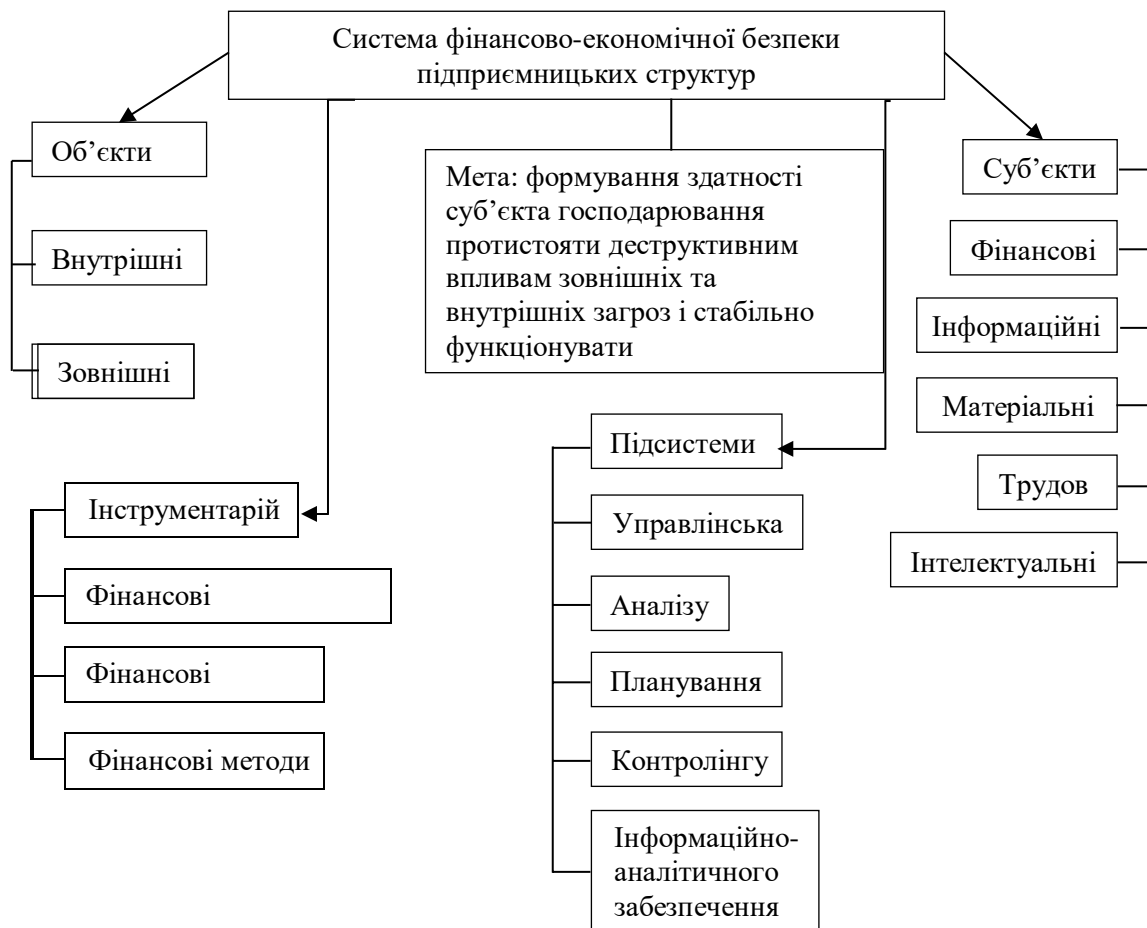 Система фінансово-економічної безпеки
підприємницьких структур
Об’єкти
Внутрішні
Зовнішні
Мета: формування здатності
суб’єкта господарювання
протистояти деструктивним
впливам зовнішніх та
внутрішніх загроз і стабільно
функціонувати
Суб’єкти
Фінансові
Інформаційні
Матеріальні
Трудов
Інтелектуальні
Інструментарій
Фінансові
Фінансові
Фінансові методи
Підсистеми
Управлінська
Аналізу
Планування
Контролінгу
Інформаційно-
аналітичного
забезпечення